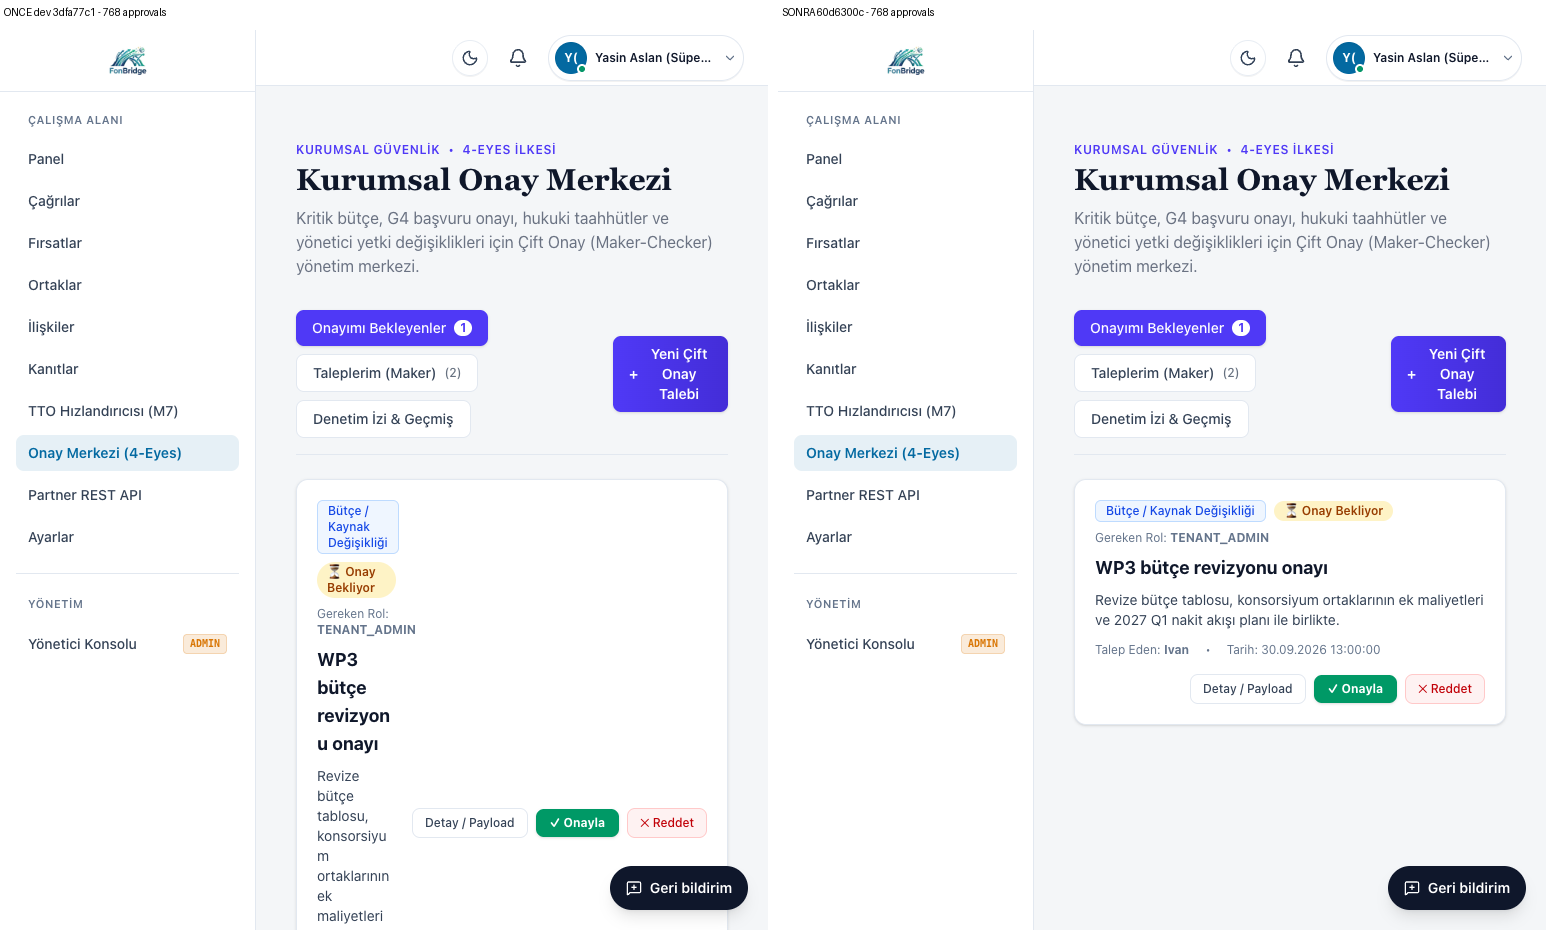 ONCE dev 3dfa77c1 - 768 approvals
FonBridge
Y(
Yasin Aslan (Süpe...
ÇALIŞMA ALANI
Panel
Çağrılar
Fırsatlar
Ortaklar
İlişkiler
Kanıtlar
TTO Hızlandırıcısı (M7)
Onay Merkezi (4-Eyes)
Partner REST API
Ayarlar
YÖNETİM
Yönetici Konsolu
ADMIN
KURUMSAL GÜVENLİK • 4-EYES İLKESİ
Kurumsal Onay Merkezi
Kritik bütçe, G4 başvuru onayı, hukuki taahhütler ve
yönetici yetki değişiklikleri için Çift Onay (Maker-Checker)
yönetim merkezi.
Onayımı Bekleyenler 1
Taleplerim (Maker) (2)
Denetim İzi & Geçmiş
+ Yeni Çift
Onay
Talebi
Bütçe /
Kaynak
Değişikliği
⏳ Onay
Bekliyor
Gereken Rol:
TENANT_ADMIN
WP3
bütçe
revizyon
u onayı
Revize
bütçe
tablosu,
konsorsiyu
m
ortaklarının
ek
maliyetleri
Detay / Payload
✓ Onayla
✕ Reddet
Geri bildirim
SONRA 60d6300c - 768 approvals
FonBridge
Y(
Yasin Aslan (Süpe...
ÇALIŞMA ALANI
Panel
Çağrılar
Fırsatlar
Ortaklar
İlişkiler
Kanıtlar
TTO Hızlandırıcısı (M7)
Onay Merkezi (4-Eyes)
Partner REST API
Ayarlar
YÖNETİM
Yönetici Konsolu
ADMIN
KURUMSAL GÜVENLİK • 4-EYES İLKESİ
Kurumsal Onay Merkezi
Kritik bütçe, G4 başvuru onayı, hukuki taahhütler ve
yönetici yetki değişiklikleri için Çift Onay (Maker-Checker)
yönetim merkezi.
Onayımı Bekleyenler 1
Taleplerim (Maker) (2)
Denetim İzi & Geçmiş
+ Yeni Çift
Onay
Talebi
Bütçe / Kaynak Değişikliği
⏳ Onay Bekliyor
Gereken Rol: TENANT_ADMIN
WP3 bütçe revizyonu onayı
Revize bütçe tablosu, konsorsiyum ortaklarının ek maliyetleri
ve 2027 Q1 nakit akışı planı ile birlikte.
Talep Eden: Ivan • Tarih: 30.09.2026 13:00:00
Detay / Payload
✓ Onayla
✕ Reddet
Geri bildirim